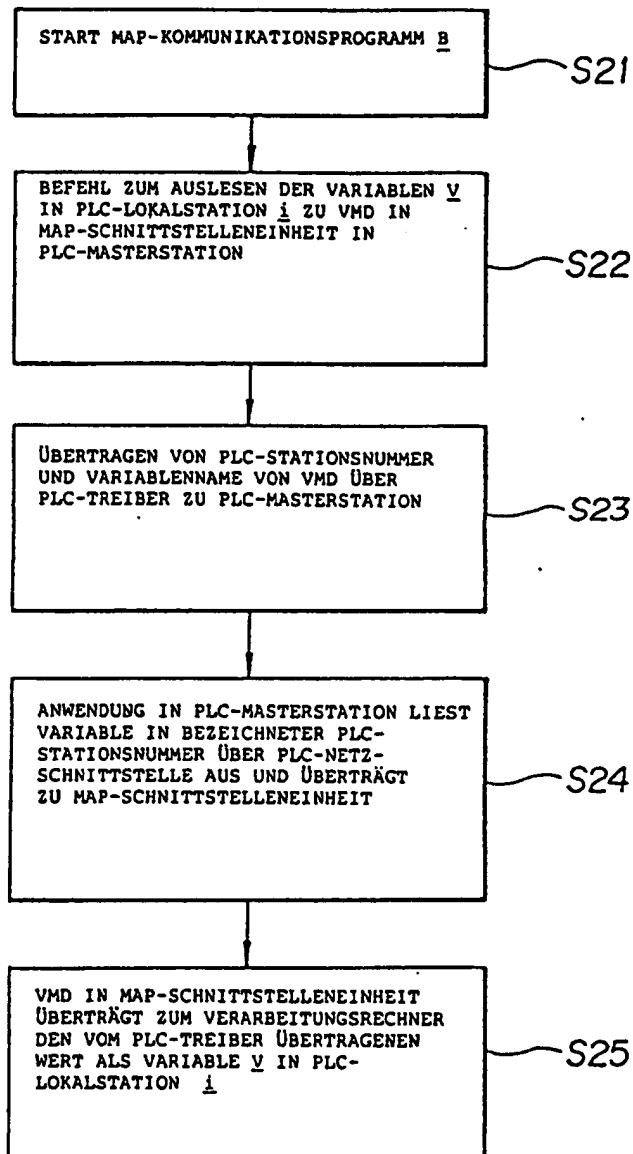 START MAP-KOMMUNIKATIONSPROGRAMM B
S21
BEFEHL ZUM AUSLESEN DER VARIABLEN V
IN PLC-LOKALSTATION i ZU VMD IN
MAP-SCHNITTSTELLENEINHEIT IN
PLC-MASTERSTATION
S22
ÜBERTRAGEN VON PLC-STATIONSNUMMER
UND VARIABLENNAME VON VMD ÜBER
PLC-TREIBER ZU PLC-MASTERSTATION
S23
ANWENDUNG IN PLC-MASTERSTATION LIEST
VARIABLE IN BEZEICHNETER PLC-
STATIONSNUMMER ÜBER PLC-NETZ-
SCHNITTSTELLE AUS UND ÜBERTRÄGT
ZU MAP-SCHNITTSTELLENEINHEIT
S24
VMD IN MAP-SCHNITTSTELLENEINHEIT
ÜBERTRÄGT ZUM VERARBEITUNGSRECHNER
DEN VOM PLC-TREIBER ÜBERTRAGENEN
WERT ALS VARIABLE V IN PLC-
LOKALSTATION i
S25